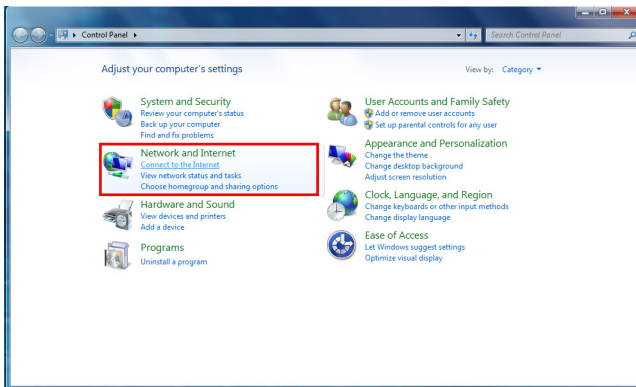 Control Panel
Search Control Panel
Adjust your computer's settings
View by: Category
System and Security
Review your computer's status
Back up your computer
Find and fix problems
Network and Internet
Connect to the Internet
View network status and tasks
Choose homegroup and sharing options
Hardware and Sound
View devices and printers
Add a device
Programs
Uninstall a program
User Accounts and Family Safety
Add or remove user accounts
Set up parental controls for any user
Appearance and Personalization
Change the theme
Change desktop background
Adjust screen resolution
Clock, Language, and Region
Change keyboards or other input methods
Change display language
Ease of Access
Let Windows suggest settings
Optimize visual display